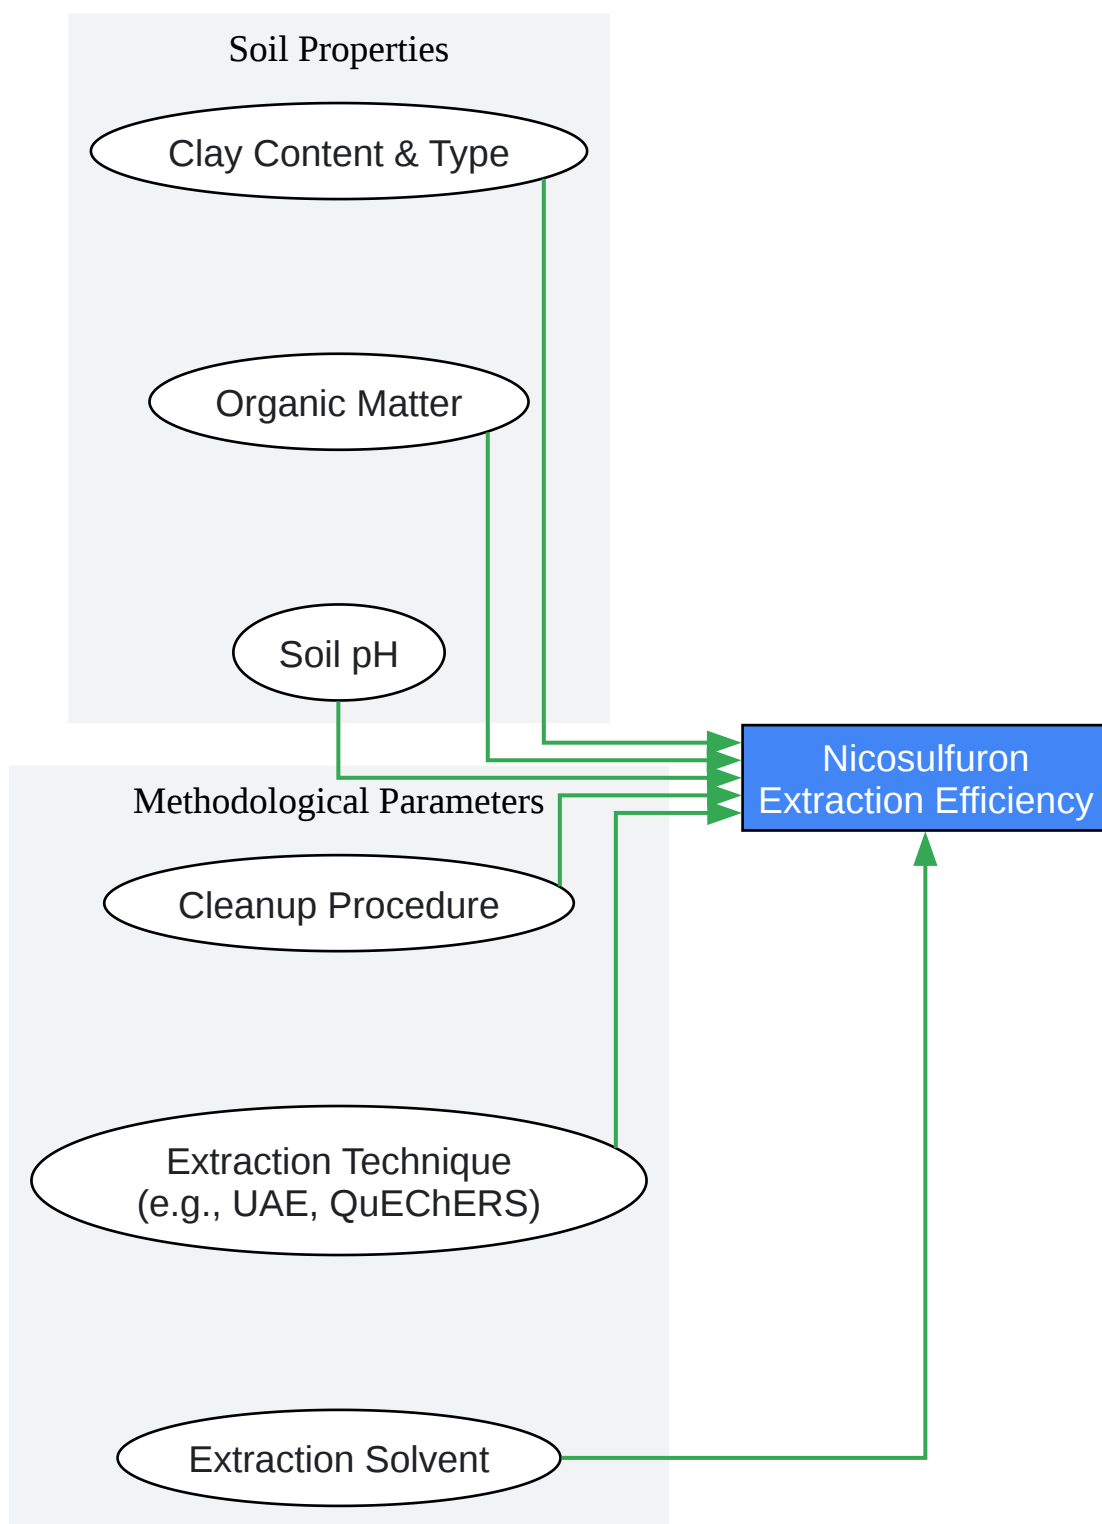 Soil Properties
Clay Content & Type
Organic Matter
Soil pH
Nicosulfuron
Extraction Efficiency
Methodological Parameters
Cleanup Procedure
Extraction Technique
(e.g., UAE, QuEChERS)
Extraction Solvent